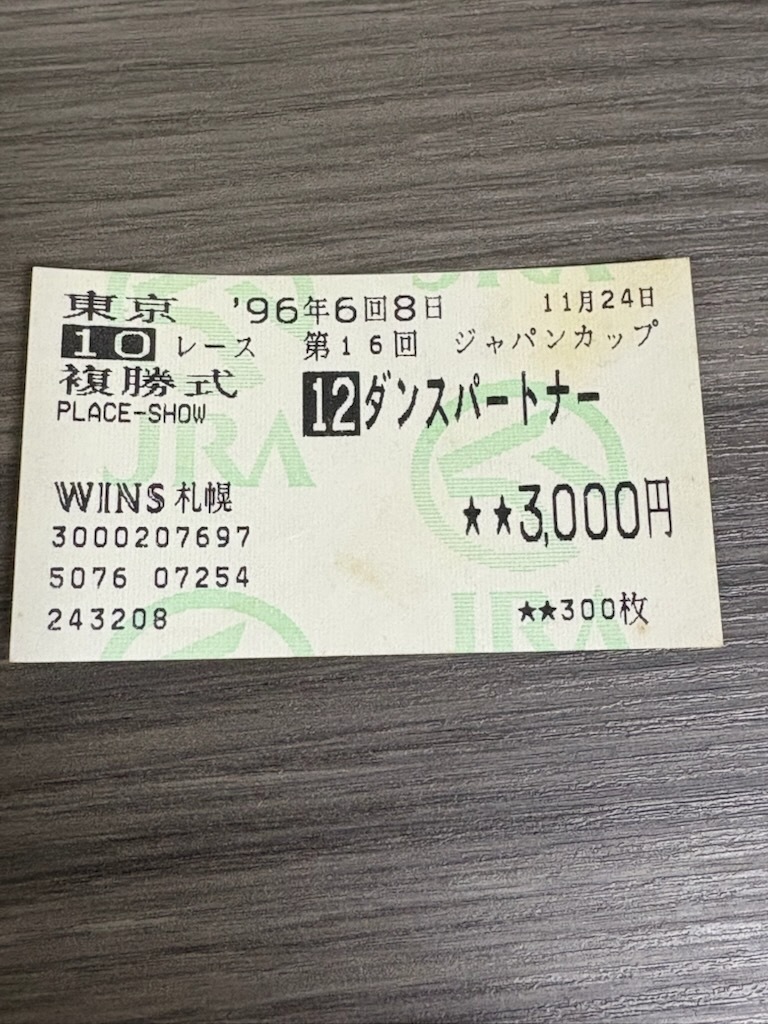 東京 '96年6回8日 11月24日
10 レース 第16回 ジャパンカップ
複勝式 12 ダンスパートナー
PLACE-SHOW
JRA
JRA
WINS 札幌 ★★3,000円
3000207697
5076 07254
243208 ★★300枚
JRA